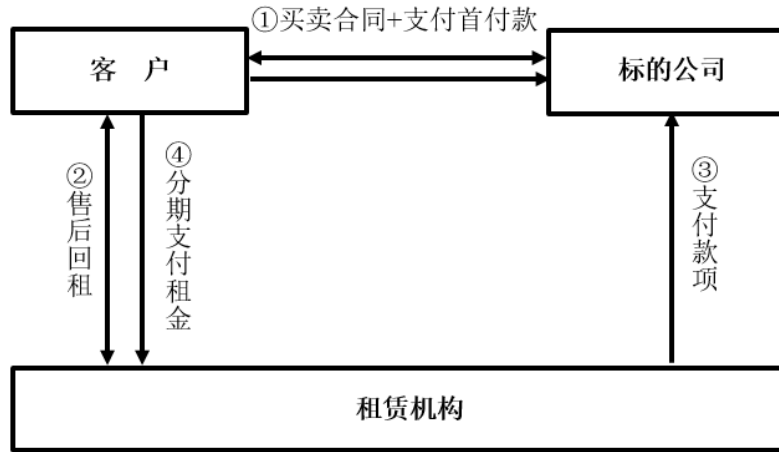 ①买卖合同+支付首付款
客 户
标的公司
②售后回租
④分期支付租金
③支付款项
租赁机构